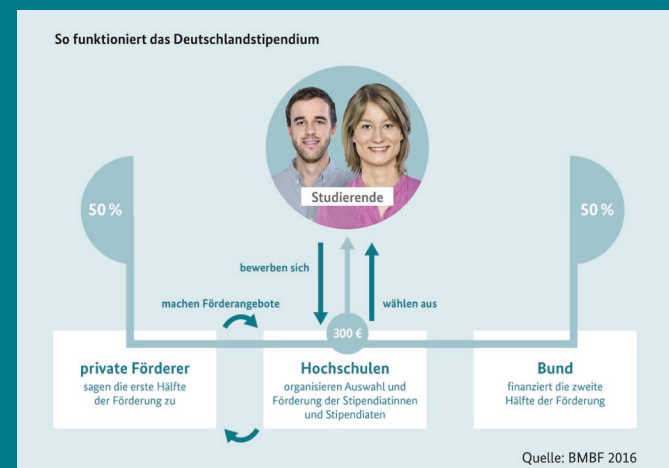 So funktioniert das Deutschlandstipendium
Studierende
50 %
50 %
bewerben sich
machen Förderangebote
wählen aus
300 €
private Förderer
sagen die erste Hälfte
der Förderung zu
Hochschulen
organisieren Auswahl und
Förderung der Stipendiatinnen
und Stipendiaten
Bund
finanziert die zweite
Hälfte der Förderung
Quelle: BMBF 2016